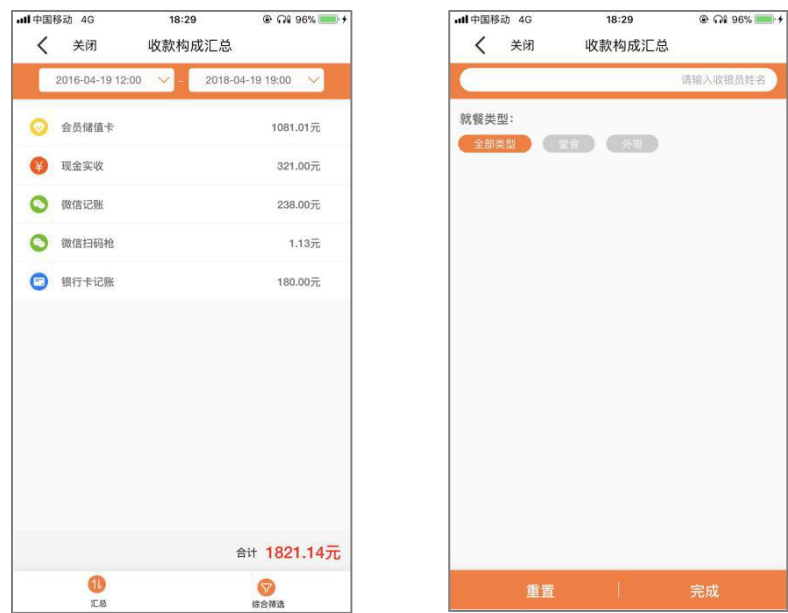 中国移动 4G 18:29 96%
关闭 收款构成汇总
2016-04-19 12:00 - 2018-04-19 19:00
会员储值卡 1081.01元
现金实收 321.00元
微信记账 238.00元
微信扫码枪 1.13元
银行卡记账 180.00元
合计 1821.14元
汇总 综合筛选
中国移动 4G 18:29 96%
关闭 收款构成汇总
请输入收银员姓名
就餐类型：
全部类型 堂食 外带
重置 完成